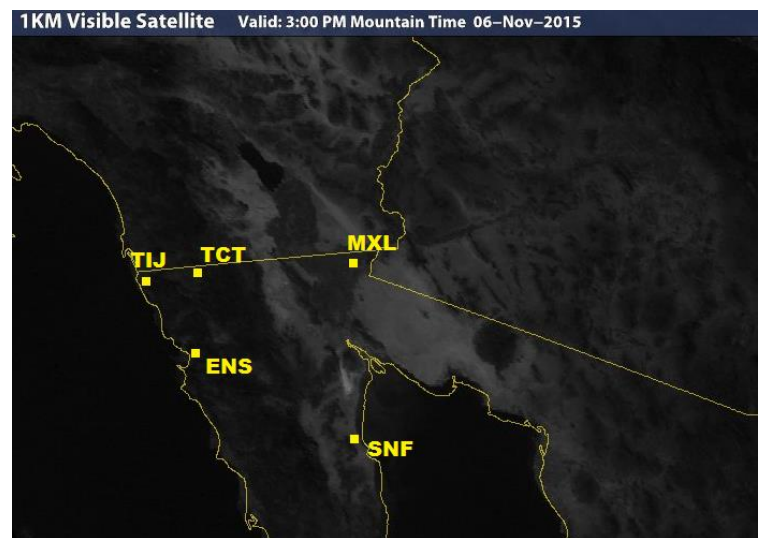 1KM Visible Satellite Valid: 3:00 PM Mountain Time 06-Nov-2015
TIJ
TCT
MXL
ENS
SNF